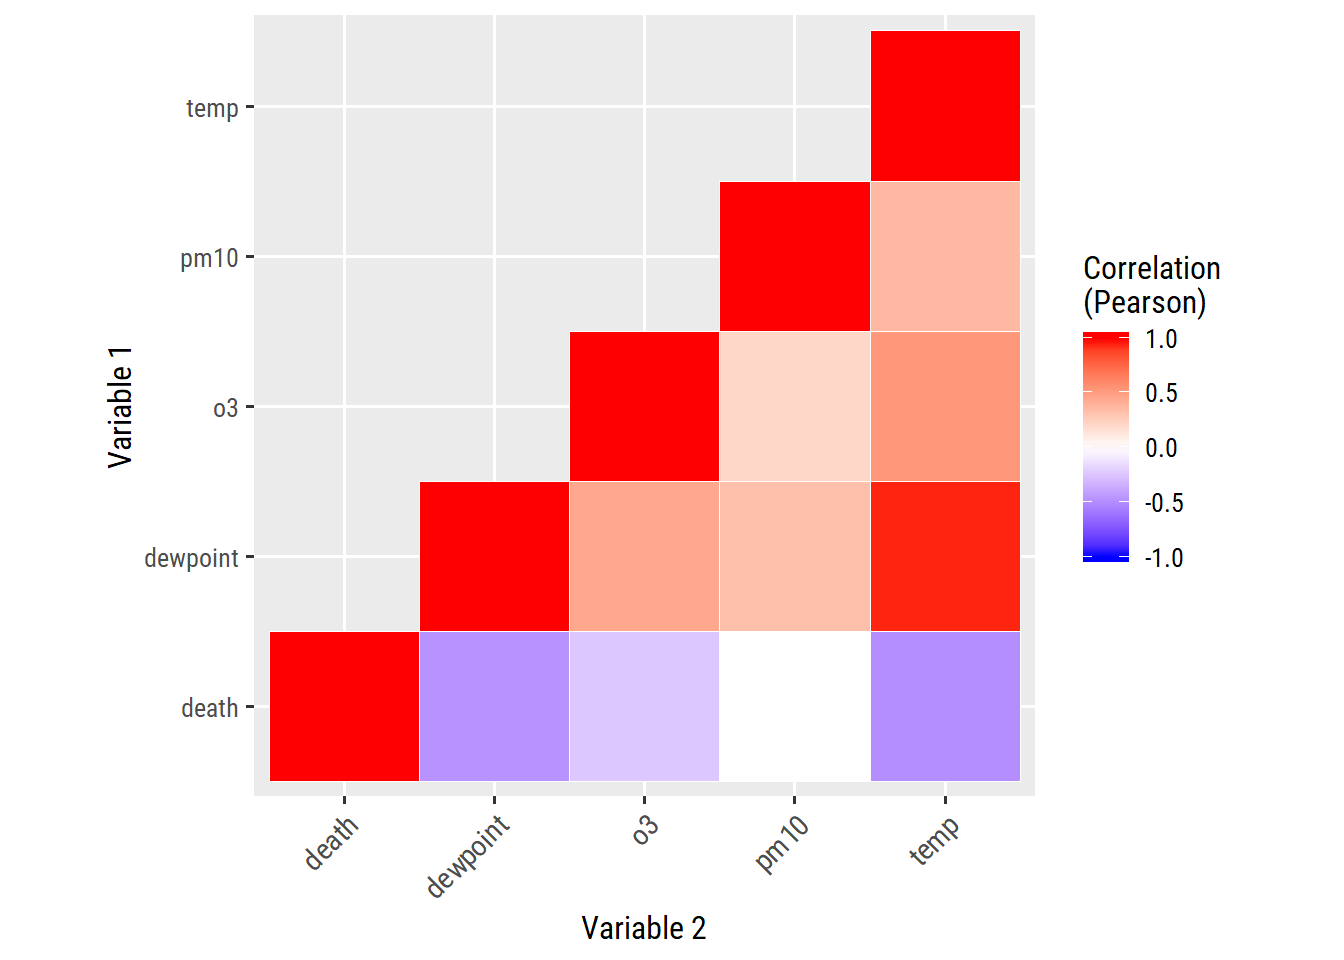 temp
pm10
o3
dewpoint
death
Variable 1
death
dewpoint
o3
pm10
temp
Variable 2
Correlation
(Pearson)
1.0
0.5
0.0
-0.5
-1.0